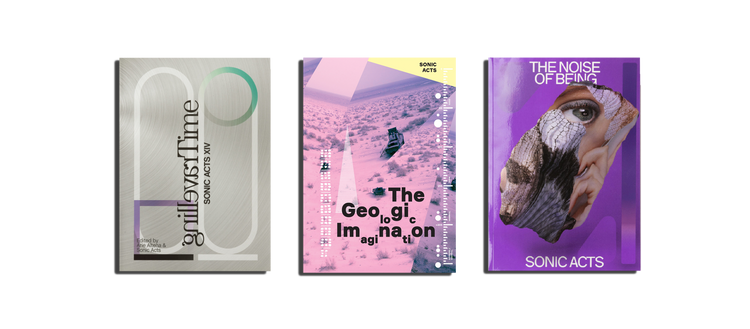 gnillevarTime
SONIC ACTS XIV
Edited by
Arie Altena &
Sonic Acts
SONIC
ACTS
The
Geologic
Imagination
THE NOISE
OF BEING
SONIC ACTS